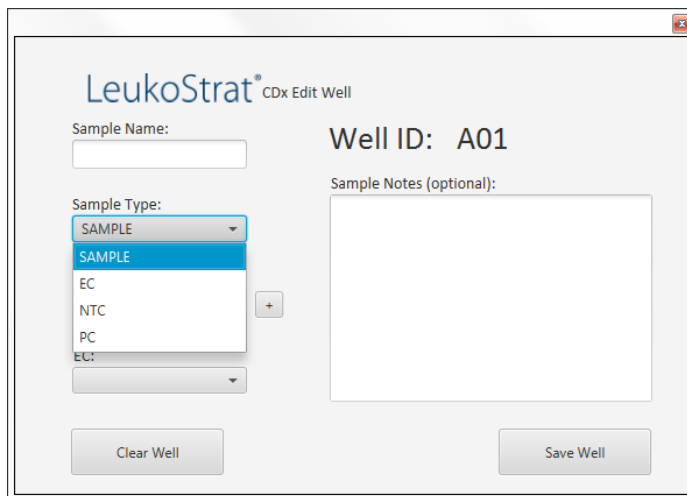 LeukoStrat® CDx Edit Well
Sample Name:
Well ID: A01
Sample Notes (optional):
Sample Type:
SAMPLE
SAMPLE
EC
NTC
PC
+
EC:
Clear Well
Save Well